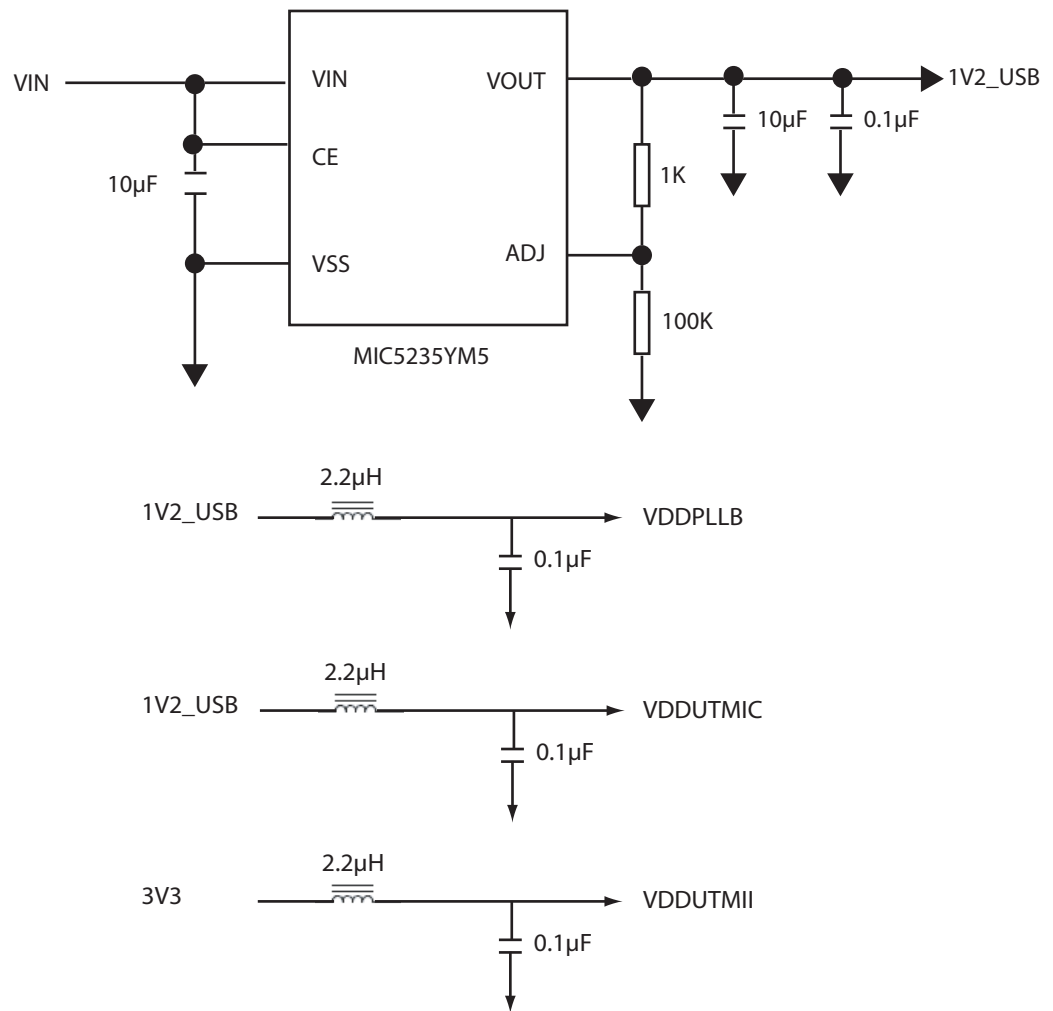 VIN
VIN
VOUT
1V2_USB
10µF
0.1µF
CE
10µF
1K
ADJ
VSS
100K
MIC5235YM5
2.2µH
1V2_USB
VDDPLLB
0.1µF
2.2µH
1V2_USB
VDDUTMIC
0.1µF
2.2µH
3V3
VDDUTMII
0.1µF